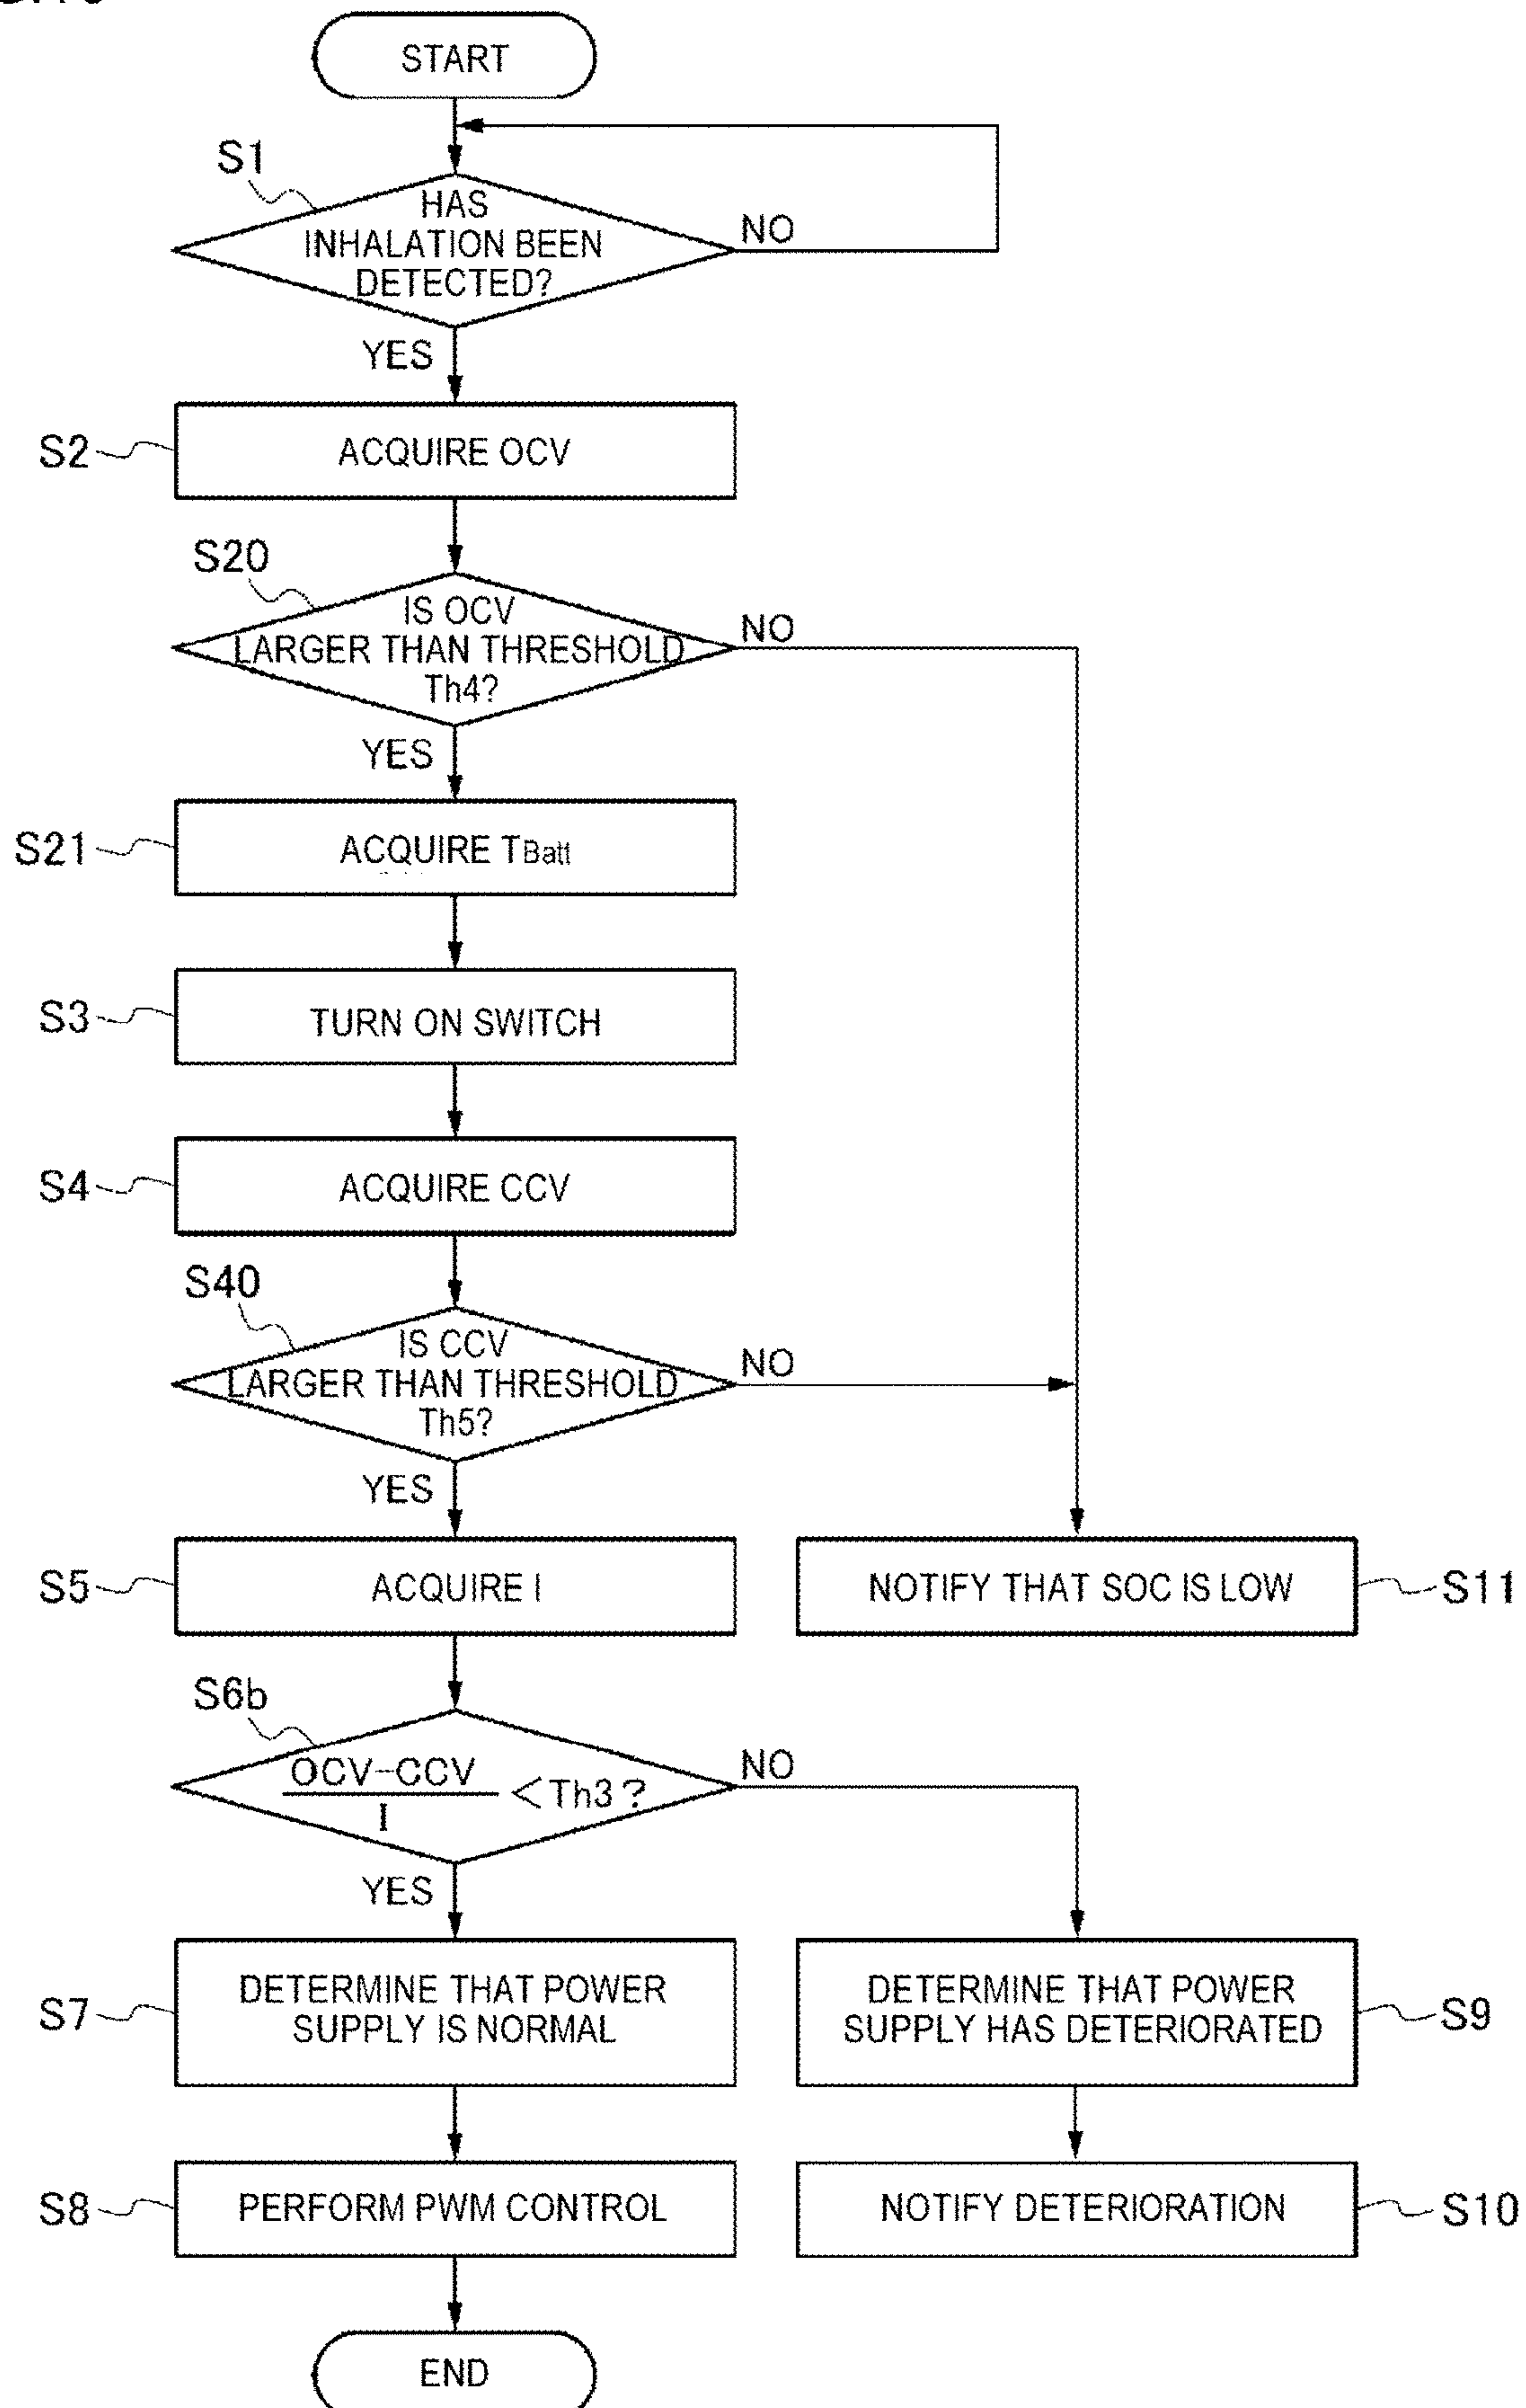 START
S1
HAS
INHALATION BEEN
DETECTED?
NO
YES
S2
ACQUIRE OCV
S20
IS OCV
LARGER THAN THRESHOLD
Th4?
NO
YES
S21
ACQUIRE TBatt
S3
TURN ON SWITCH
S4
ACQUIRE CCV
S40
IS CCV
LARGER THAN THRESHOLD
Th5?
NO
YES
S5
ACQUIRE I
NOTIFY THAT SOC IS LOW
S11
S6b
OCV-CCV
I
<Th3?
NO
YES
S7
DETERMINE THAT POWER
SUPPLY IS NORMAL
DETERMINE THAT POWER
SUPPLY HAS DETERIORATED
S9
S8
PERFORM PWM CONTROL
NOTIFY DETERIORATION
S10
END